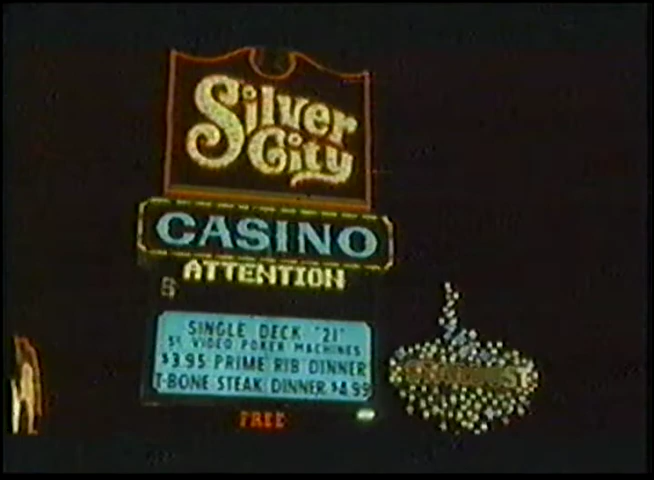 Silver
City
CASINO
ATTENTION
SINGLE DECK "21"
5¢ VIDEO POKER MACHINES
$3.95 PRIME RIB DINNER
T-BONE STEAK DINNER $4.99
FREE